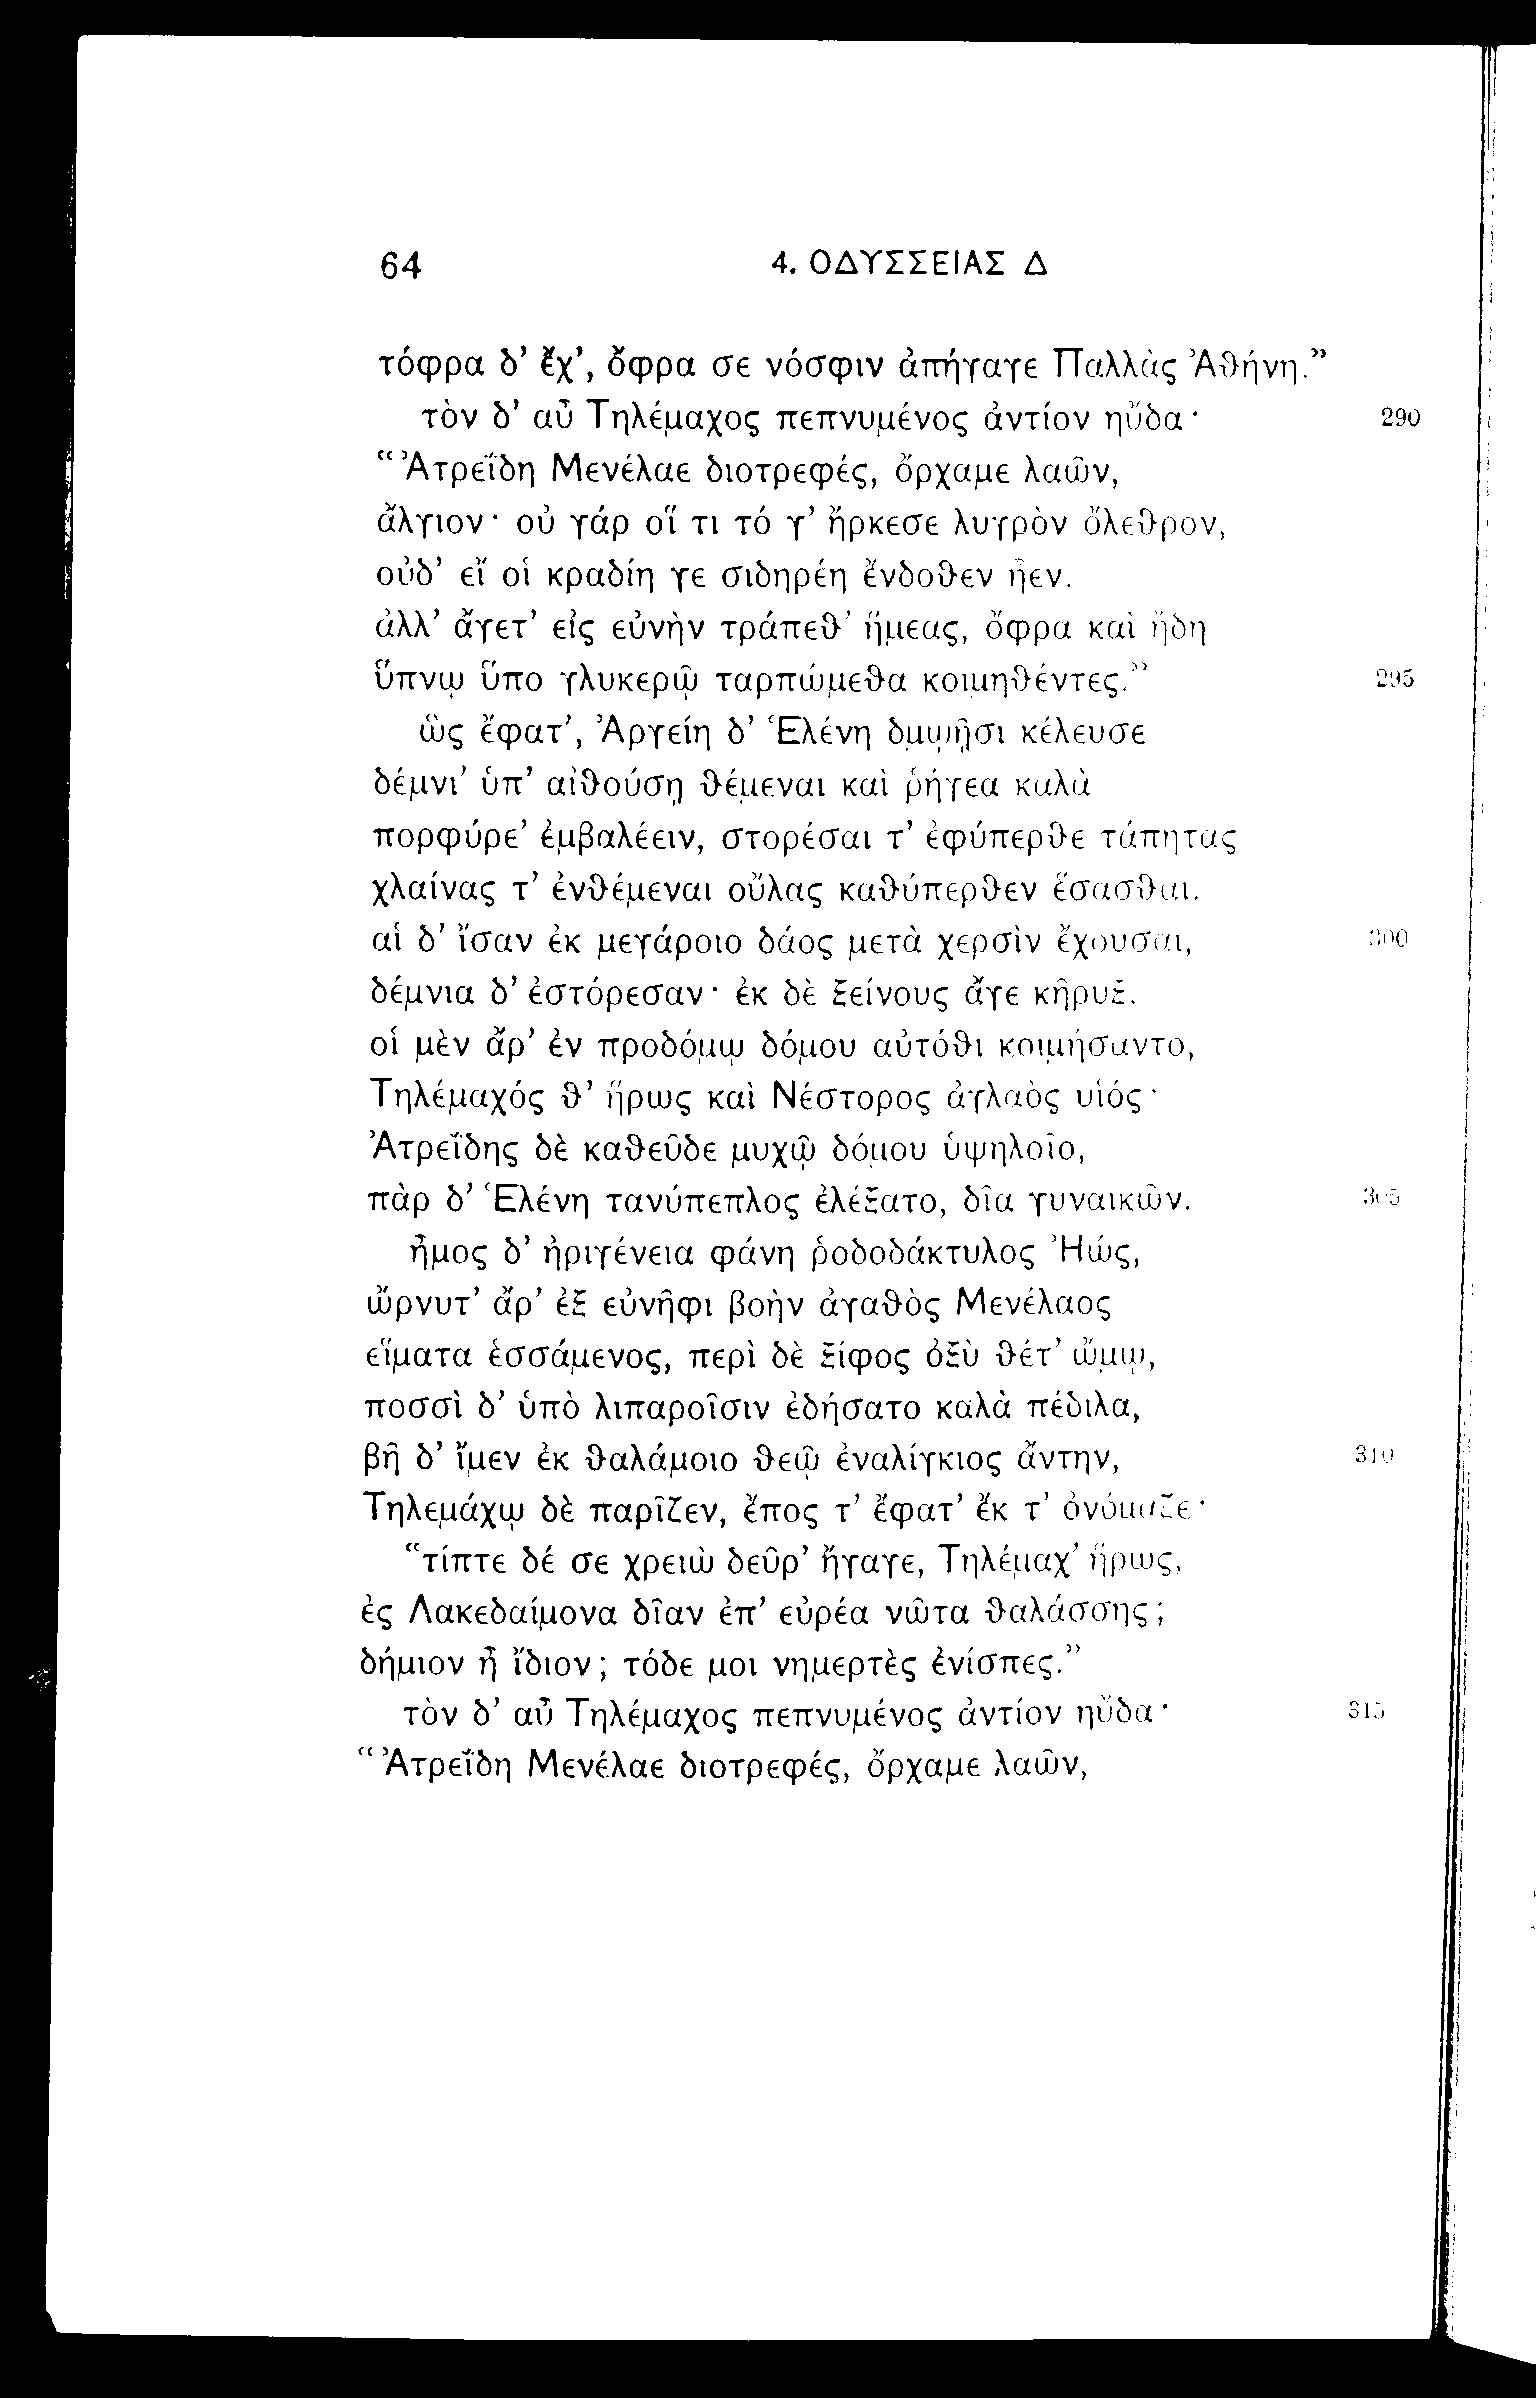 64 4. ΟΔΥΣΣΕΙΑΣ Δ
τόφρα δ’ ἔχ’, ὄφρα σε νόσφιν ἀπήγαγε Παλλὰς Ἀθήνη.”
τὸν δ’ αὖ Τηλέμαχος πεπνυμένος ἀντίον ηὔδα· 290
“Ἀτρεΐδη Μενέλαε διοτρεφές, ὄρχαμε λαῶν,
ἄλγιον· οὐ γάρ οἵ τι τό γ’ ἤρκεσε λυγρὸν ὄλεθρον,
οὐδ’ εἴ οἱ κραδίη γε σιδηρέη ἔνδοθεν ἦεν.
ἀλλ’ ἄγετ’ εἰς εὐνὴν τράπεθ’ ἥμεας, ὄφρα καὶ ἤδη
ὕπνῳ ὕπο γλυκερῷ ταρπώμεθα κοιμηθέντες.” 295
ὣς ἔφατ’, Ἀργείη δ’ Ἑλένη δμῳῇσι κέλευσε
δέμνι’ ὑπ’ αἰθούσῃ θέμεναι καὶ ῥήγεα καλὰ
πορφύρε’ ἐμβαλέειν, στορέσαι τ’ ἐφύπερθε τάπητας
χλαίνας τ’ ἐνθέμεναι οὔλας καθύπερθεν ἕσασθαι.
αἱ δ’ ἴσαν ἐκ μεγάροιο δάος μετὰ χερσὶν ἔχουσαι, 300
δέμνια δ’ ἐστόρεσαν· ἐκ δὲ ξείνους ἄγε κῆρυξ.
οἱ μὲν ἄρ’ ἐν προδόμῳ δόμου αὐτόθι κοιμήσαντο,
Τηλέμαχός θ’ ἥρως καὶ Νέστορος ἀγλαὸς υἱός·
Ἀτρεΐδης δὲ καθεῦδε μυχῷ δόμου ὑψηλοῖο,
πὰρ δ’ Ἑλένη τανύπεπλος ἐλέξατο, δῖα γυναικῶν. 305
ἦμος δ’ ἠριγένεια φάνη ῥοδοδάκτυλος Ἠώς,
ὤρνυτ’ ἄρ’ ἐξ εὐνῆφι βοὴν ἀγαθὸς Μενέλαος
εἵματα ἑσσάμενος, περὶ δὲ ξίφος ὀξὺ θέτ’ ὤμῳ,
ποσσὶ δ’ ὑπὸ λιπαροῖσιν ἐδήσατο καλὰ πέδιλα,
βῆ δ’ ἴμεν ἐκ θαλάμοιο θεῷ ἐναλίγκιος ἄντην, 310
Τηλεμάχῳ δὲ παρῖζεν, ἔπος τ’ ἔφατ’ ἔκ τ’ ὀνόμαζε·
“τίπτε δέ σε χρειὼ δεῦρ’ ἤγαγε, Τηλέμαχ’ ἥρως,
ἐς Λακεδαίμονα δῖαν ἐπ’ εὐρέα νῶτα θαλάσσης;
δήμιον ἦ ἴδιον; τόδε μοι νημερτὲς ἐνίσπες.”
τὸν δ’ αὖ Τηλέμαχος πεπνυμένος ἀντίον ηὔδα· 315
“Ἀτρεΐδη Μενέλαε διοτρεφές, ὄρχαμε λαῶν,